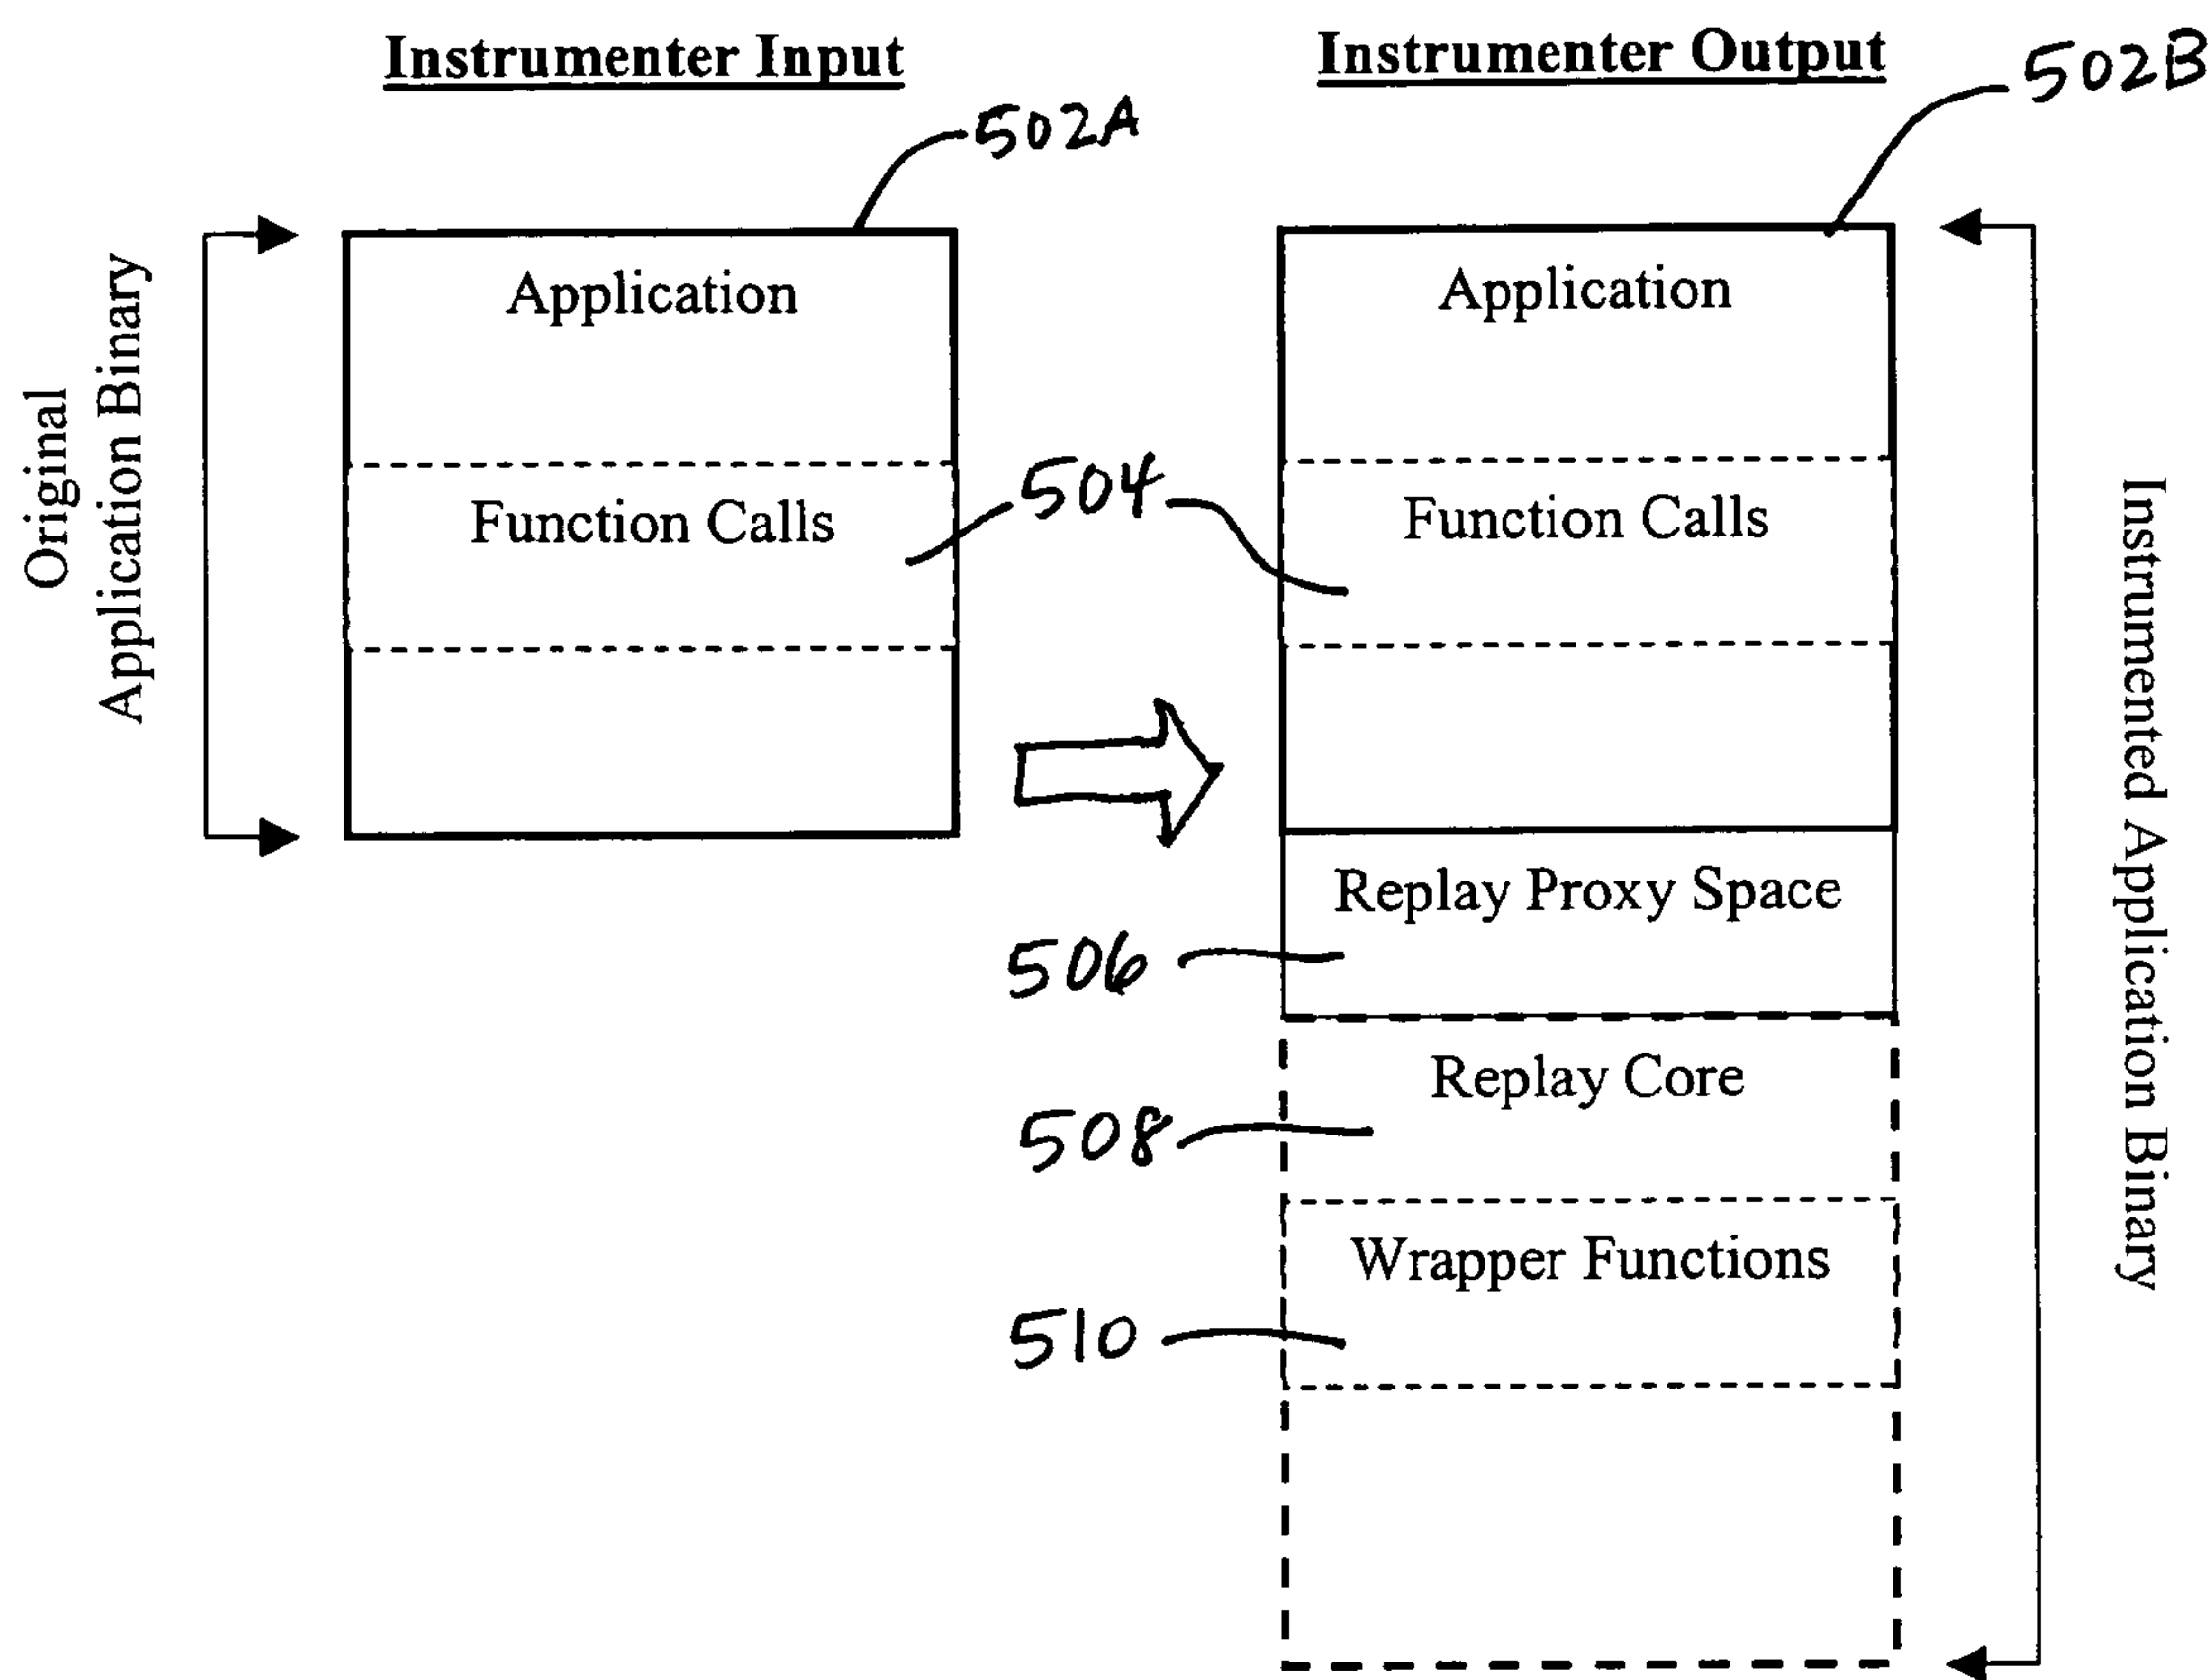 Instrumenter Input
Instrumenter Output
502B
502A
Original
Application Binary
Application
Application
Function Calls
504
Function Calls
Instrumented Application Binary
Replay Proxy Space
506
Replay Core
508
Wrapper Functions
510